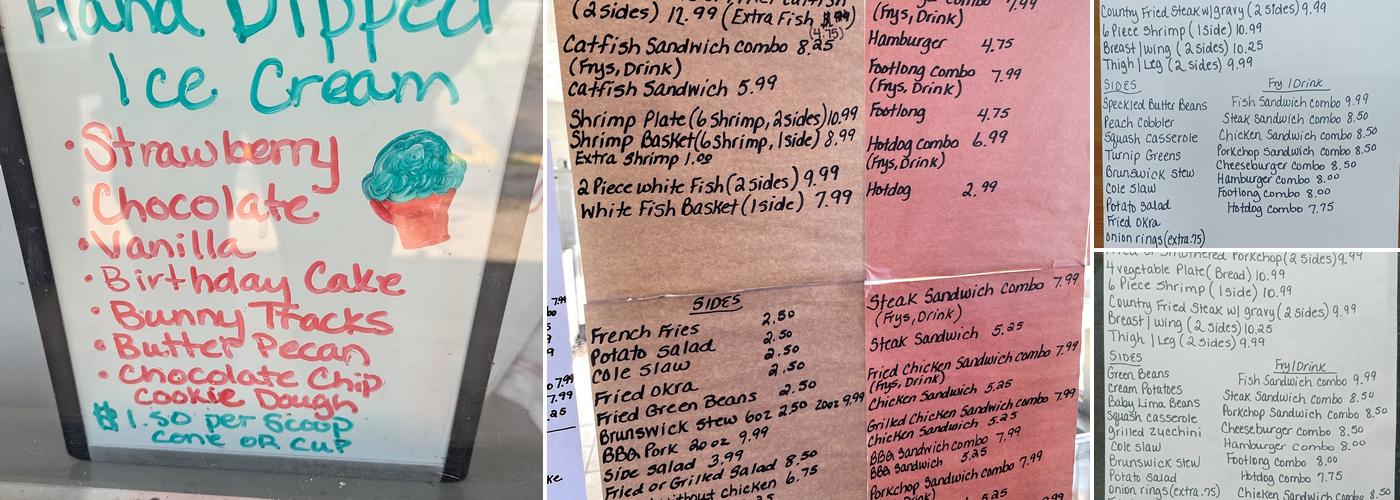 Hand Dipped
Ice Cream
• Strawberry
• Chocolate
• Vanilla
• Birthday Cake
• Bunny Tracks
• Butter Pecan
• Chocolate Chip
Cookie Dough
$1.50 per Scoop
Cone OR Cup
(2 Sides) 12.99 (Extra Fish
(4.75)
Catfish Sandwich combo 8.25
(Frys, Drink)
Catfish Sandwich 5.99
Shrimp Plate (6 Shrimp, 2 sides) 10.99
Shrimp Basket (6 Shrimp, 1 Side) 8.99
Extra Shrimp 1.00
2 Piece white Fish (2 sides) 9.99
White Fish Basket (1 side) 7.99
SIDES
French Fries 2.50
Potato Salad 2.50
Cole Slaw 2.50
Fried Okra 2.50
Fried Green Beans 2.50
Brunswick Stew 6oz 2.50 20oz 9.99
BBQ Pork 20oz 9.99
Side Salad 3.99
Fried or Grilled Salad 8.50
without chicken 6.75
7.99
(Frys, Drink)
Hamburger 4.75
Footlong Combo 7.99
(Frys, Drink)
Footlong 4.75
Hotdog Combo 6.99
(Frys, Drink)
Hotdog 2.99
Steak Sandwich Combo 7.99
(Frys, Drink)
Steak Sandwich 5.25
Fried Chicken Sandwich combo 7.99
(Frys, Drink)
Chicken Sandwich 5.25
Grilled Chicken Sandwich combo 7.99
Chicken Sandwich 5.25
BBQ Sandwich combo 7.99
BBQ Sandwich 5.25
Porkchop Sandwich combo 7.99
5.25
Country Fried Steak w/gravy (2 sides) 9.99
6 Piece Shrimp (1 side) 10.99
Breast/wing (2 sides) 10.25
Thigh/Leg (2 sides) 9.99
SIDES
Speckled Butter Beans
Peach Cobbler
Squash Casserole
Turnip Greens
Brunswick Stew
Cole Slaw
Potato Salad
Fried Okra
Onion rings (extra .75)
Fry/Drink
Fish Sandwich combo 9.99
Steak Sandwich combo 8.50
Chicken Sandwich combo 8.50
Porkchop Sandwich combo 8.50
Cheeseburger combo 8.50
Hamburger combo 8.00
Footlong combo 8.00
Hotdog combo 7.75
4 vegetable Plate (Bread) 10.99
6 Piece Shrimp (1 side) 10.99
Country Fried Steak w/ gravy (2 sides) 9.99
Breast/wing (2 sides) 10.25
Thigh/Leg (2 sides) 9.99
SIDES
Green Beans
Cream Potatoes
Baby Lima Beans
Squash Casserole
grilled Zucchini
Cole Slaw
Brunswick Stew
Potato Salad
Onion rings (extra .75)
Fry/Drink
Fish Sandwich combo 9.99
Steak Sandwich combo 8.50
Porkchop Sandwich combo 8.50
Cheeseburger combo 8.50
Hamburger combo 8.00
Footlong combo 8.00
Hotdog combo 7.75
Chicken Sandwich combo 8.50